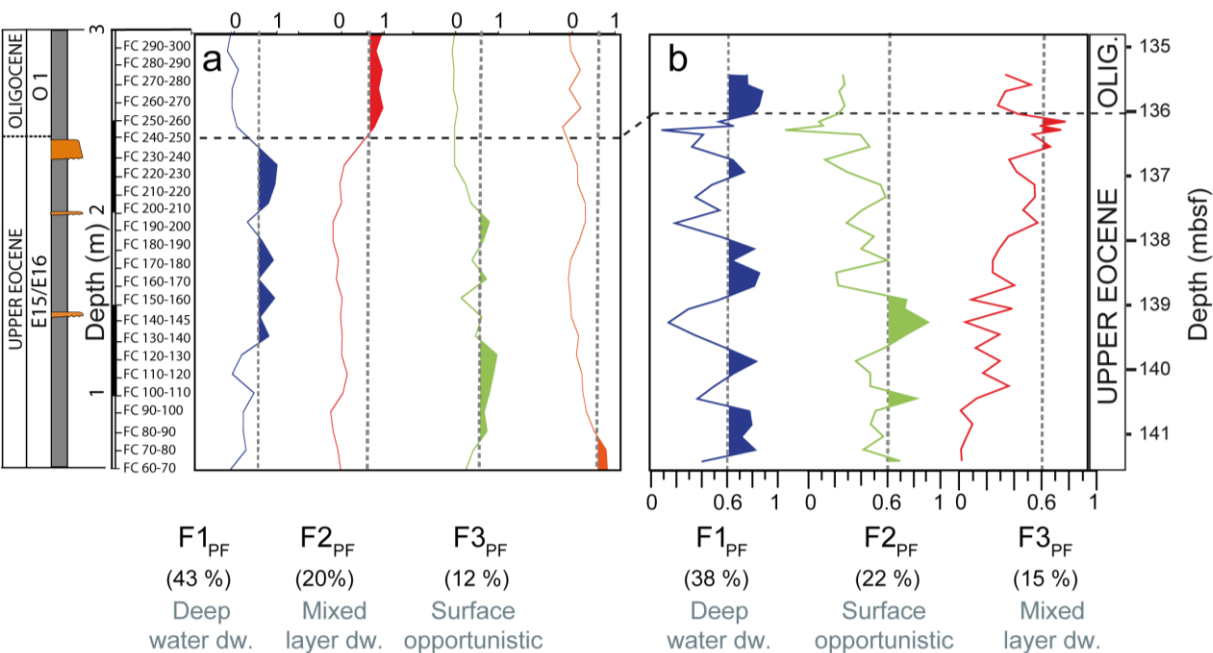 0 1 0 1 0 1 0 1
3
OLIGOCENE
O 1
UPPER EOCENE
E15/E16
Depth (m)
2
1
FC 290-300
FC 280-290
FC 270-280
FC 260-270
FC 250-260
FC 240-250
FC 230-240
FC 220-230
FC 210-220
FC 200-210
FC 190-200
FC 180-190
FC 170-180
FC 160-170
FC 150-160
FC 140-145
FC 130-140
FC 120-130
FC 110-120
FC 100-110
FC 90-100
FC 80-90
FC 70-80
FC 60-70
a
b
OLIG.
UPPER EOCENE
135
136
137
138
139
140
141
Depth (mbsf)
0 0.6 1 0 0.6 1 0 0.6 1
F1PF F2PF F3PF F1PF F2PF F3PF
(43 %) (20%) (12 %) (38 %) (22 %) (15 %)
Deep Mixed Surface Deep Surface Mixed
water dw. layer dw. opportunistic water dw. opportunistic layer dw.